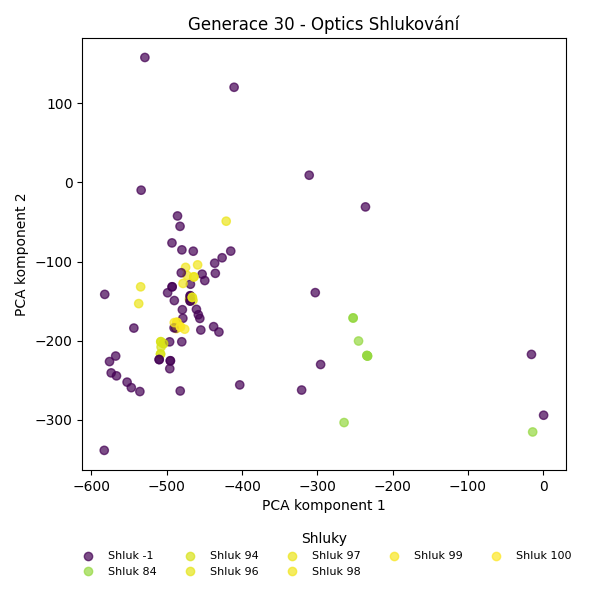 Generace 30 - Optics Shlukování
PCA komponent 2
100
0
−100
−200
−300
−600
−500
−400
−300
−200
−100
0
PCA komponent 1
Shluky
Shluk -1
Shluk 94
Shluk 97
Shluk 99
Shluk 100
Shluk 84
Shluk 96
Shluk 98